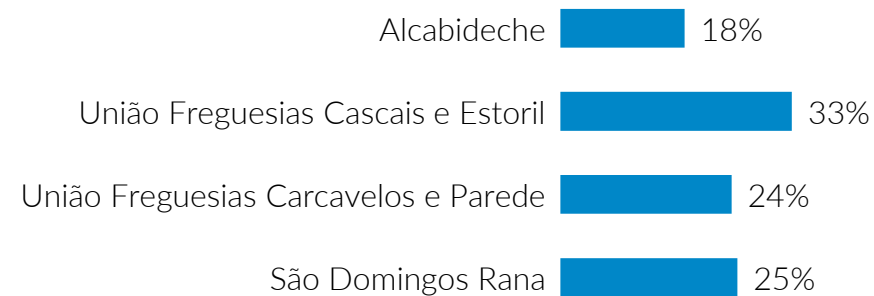 Alcabideche 18%
União Freguesias Cascais e Estoril 33%
União Freguesias Carcavelos e Parede 24%
São Domingos Rana 25%